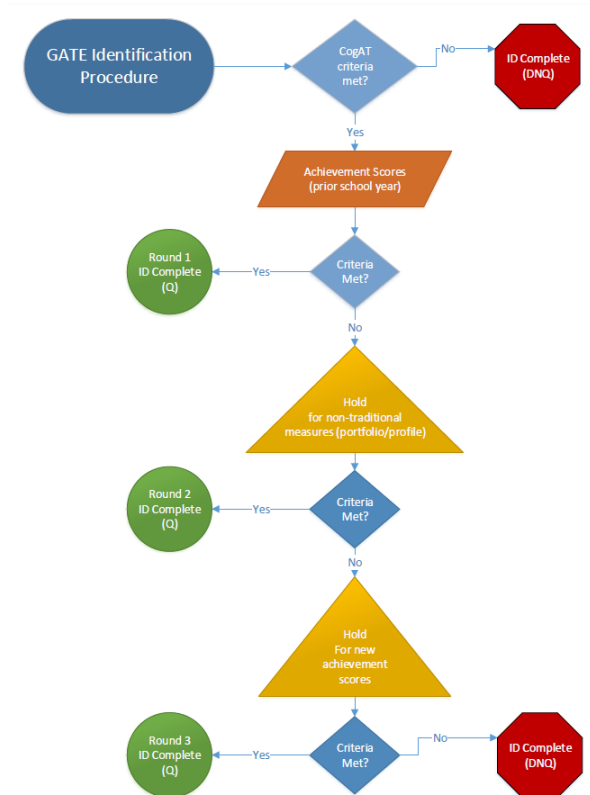 GATE Identification
Procedure
CogAT
criteria
met?
No
ID Complete
(DNQ)
Yes
Achievement Scores
(prior school year)
Round 1
ID Complete
(Q)
Yes
Criteria
Met?
No
Hold
for non-traditional
measures (portfolio/profile)
Round 2
ID Complete
(Q)
Yes
Criteria
Met?
No
Hold
For new
achievement
scores
Round 3
ID Complete
(Q)
Yes
Criteria
Met?
No
ID Complete
(DNQ)